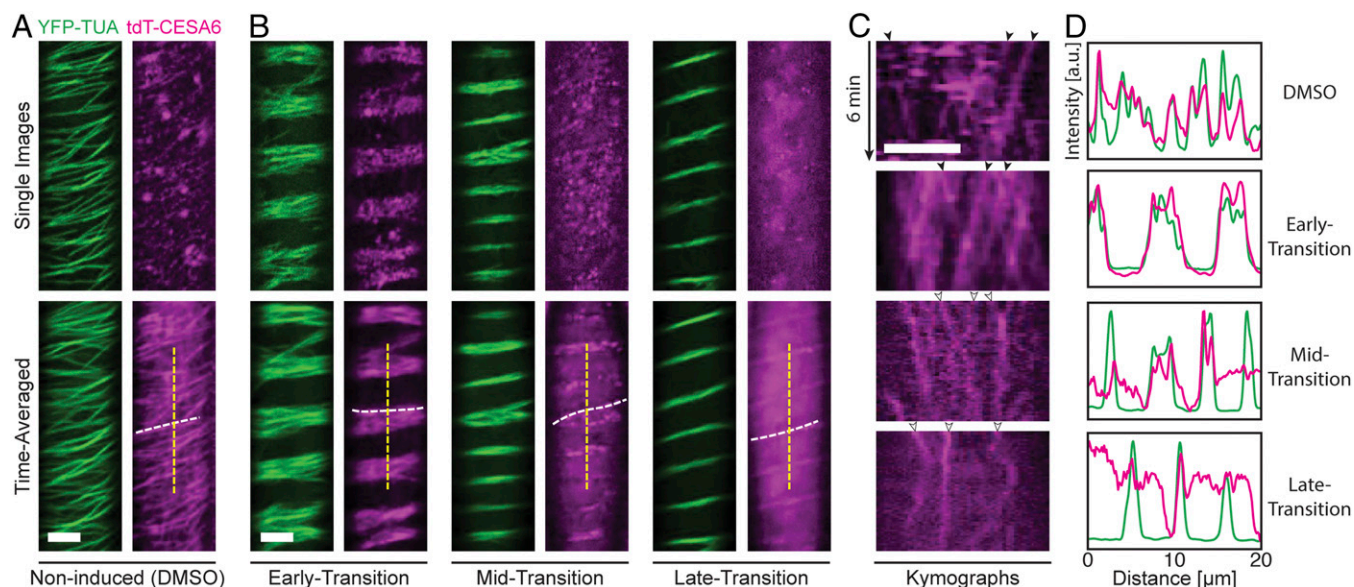 A YFP-TUA tdT-CESA6 B C D
Single Images
Time-Averaged
6 min
Intensity [a.u.]
DMSO
Early-
Transition
Mid-
Transition
Late-
Transition
0 10 20
Non-induced (DMSO) Early-Transition Mid-Transition Late-Transition Kymographs Distance [µm]